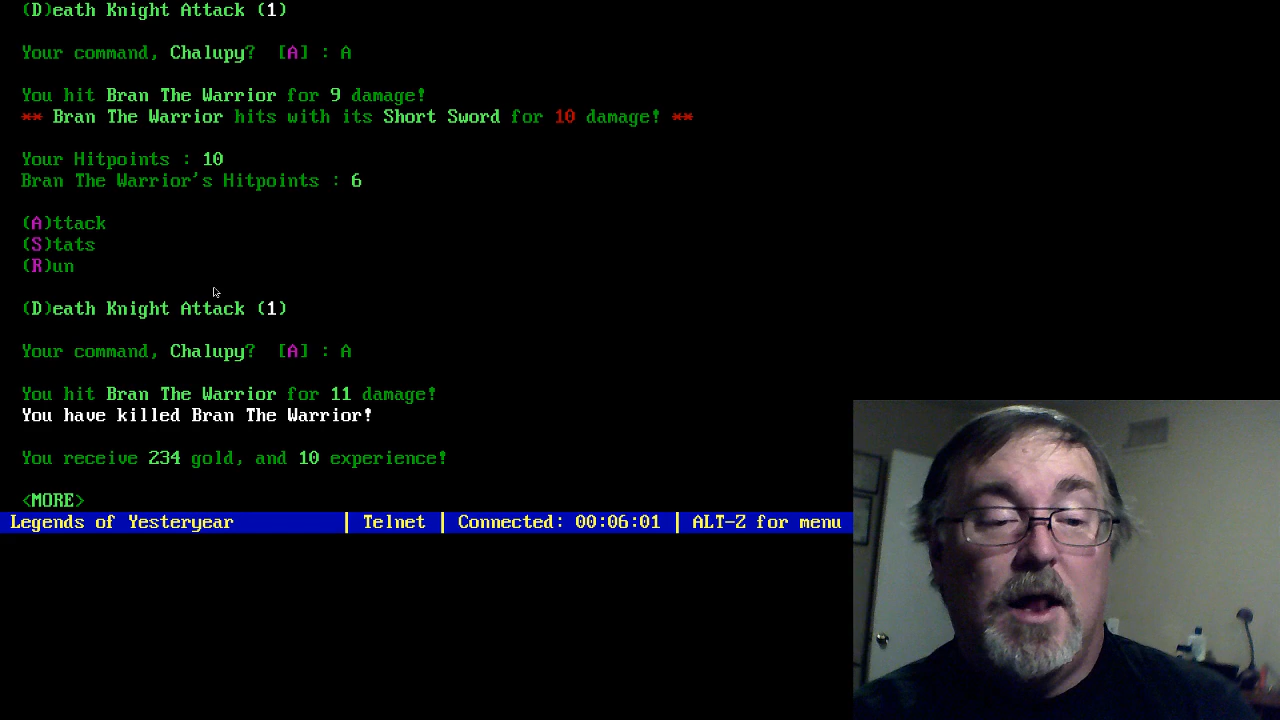 (D)eath Knight Attack (1)
Your command, Chalupy?  [A] : A
You hit Bran The Warrior for 9 damage!
** Bran The Warrior hits with its Short Sword for 10 damage! **
Your Hitpoints : 10
Bran The Warrior's Hitpoints : 6
(A)ttack
(S)tats
(R)un
(D)eath Knight Attack (1)
Your command, Chalupy?  [A] : A
You hit Bran The Warrior for 11 damage!
You have killed Bran The Warrior!
You receive 234 gold, and 10 experience!
<MORE>
Legends of Yesteryear | Telnet | Connected: 00:06:01 | ALT-Z for menu